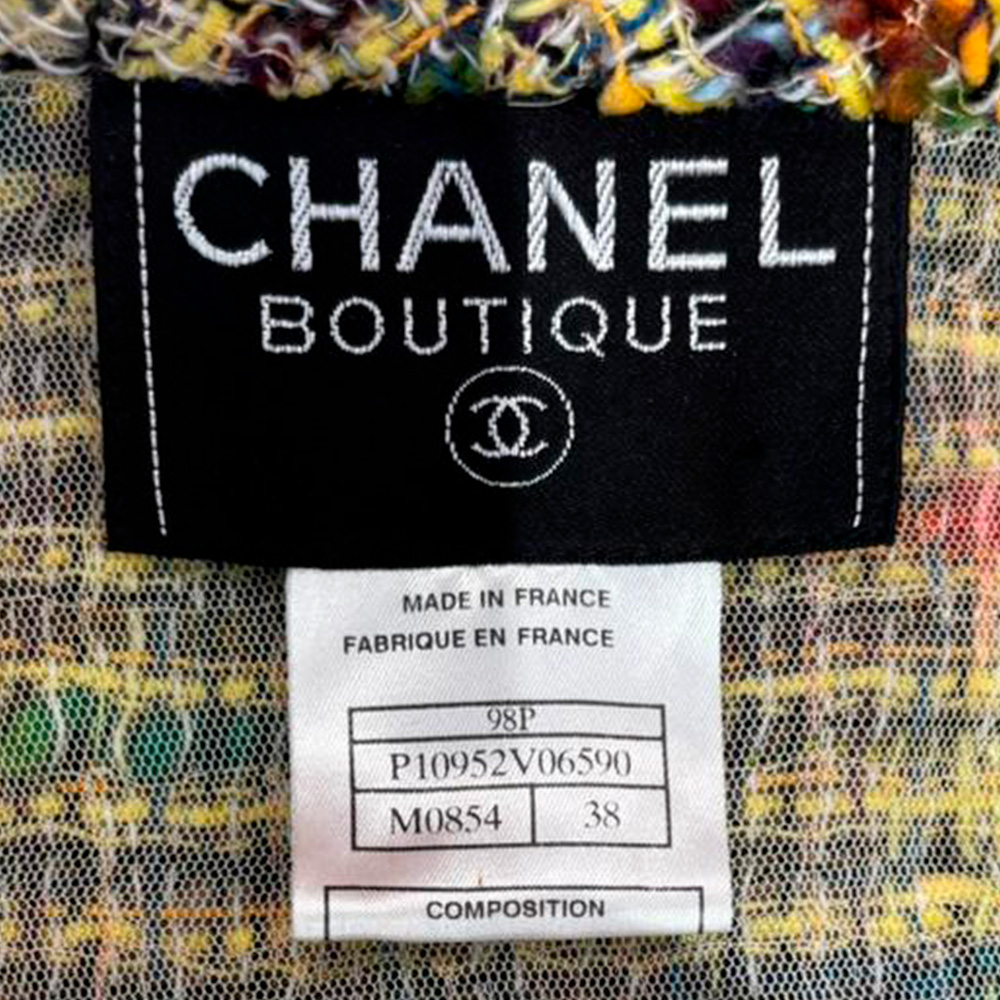 CHANEL
BOUTIQUE
MADE IN FRANCE
FABRIQUE EN FRANCE
98P
P10952V06590
M0854 38
COMPOSITION